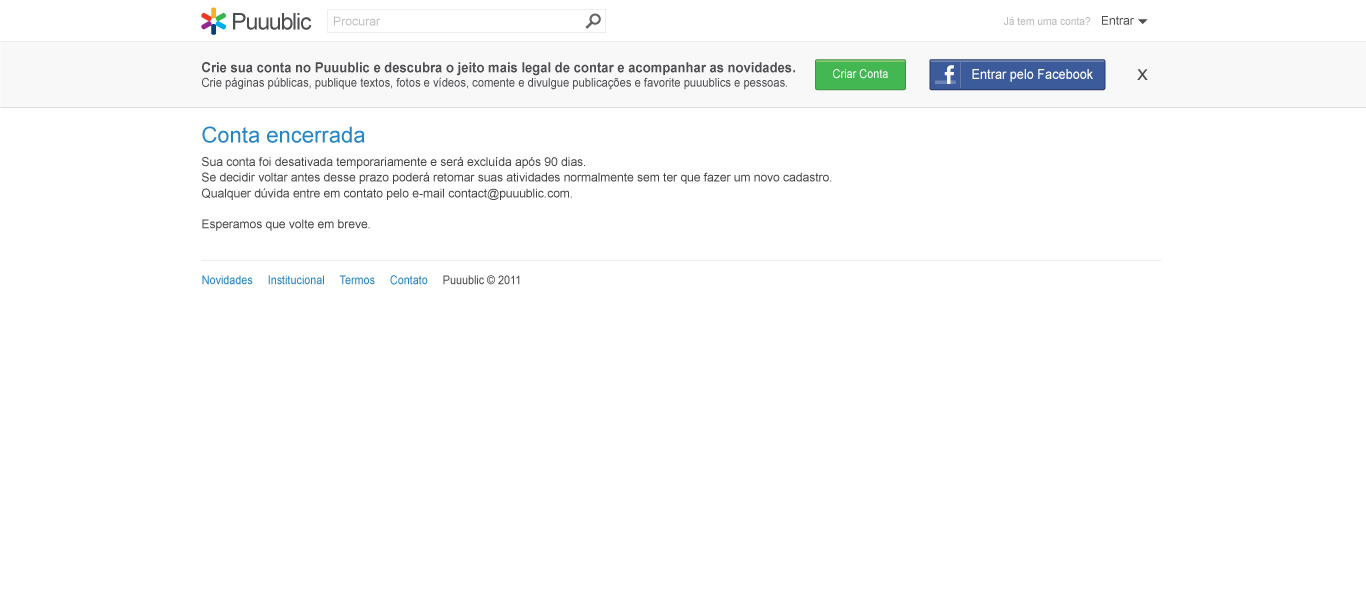 Puuublic
Procurar
Já tem uma conta? Entrar
Crie sua conta no Puuublic e descubra o jeito mais legal de contar e acompanhar as novidades.
Crie páginas públicas, publique textos, fotos e vídeos, comente e divulgue publicações e favorite puuublics e pessoas.
Criar Conta
f Entrar pelo Facebook
X
Conta encerrada
Sua conta foi desativada temporariamente e será excluída após 90 dias.
Se decidir voltar antes desse prazo poderá retomar suas atividades normalmente sem ter que fazer um novo cadastro.
Qualquer dúvida entre em contato pelo e-mail contact@puuublic.com.
Esperamos que volte em breve.
Novidades Institucional Termos Contato Puuublic © 2011